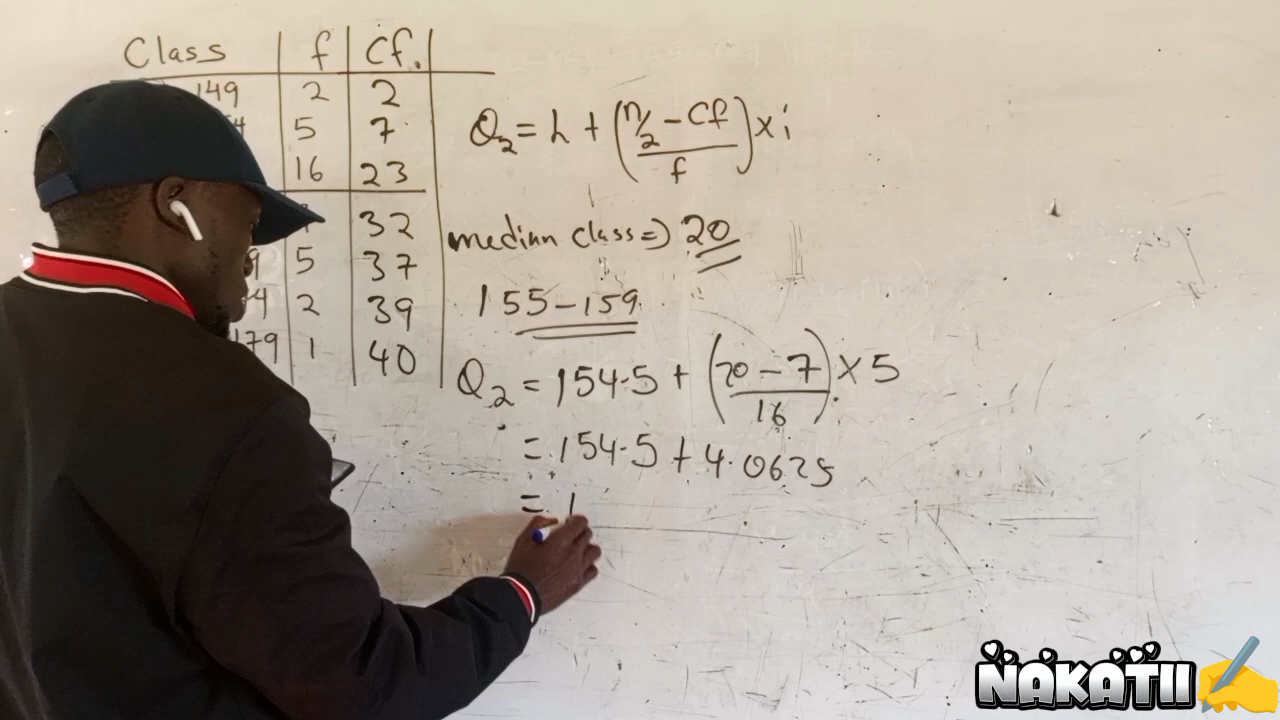 Class f Cf.
149 2 2
5 7
16 23
32
9 5 37
4 2 39
179 1 40
Q₂ = L + (n/2 - Cf / f) × i
median class => 20
155-159
Q₂ = 154.5 + (20 - 7 / 16) × 5
= 154.5 + 4.0625
= 1
NAKATII